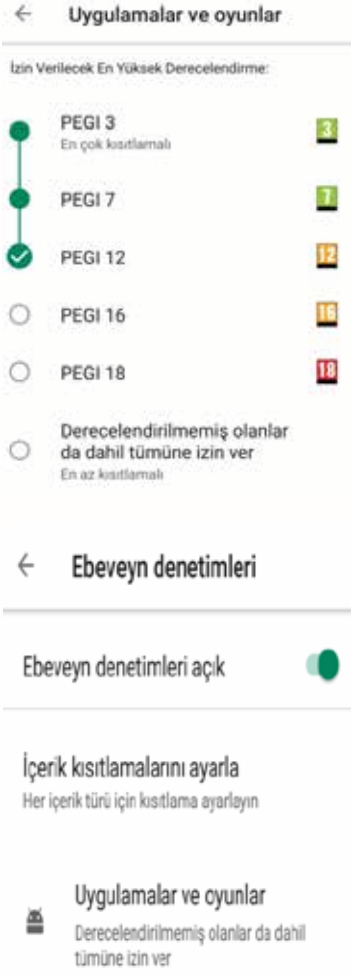 Uygulamalar ve oyunlar
İzin Verilecek En Yüksek Derecelendirme:
PEGI 3
En çok kısıtlamalı
3
PEGI 7
7
PEGI 12
12
PEGI 16
16
PEGI 18
18
Derecelendirilmemiş olanlar
da dahil tümüne izin ver
En az kısıtlamalı
Ebeveyn denetimleri
Ebeveyn denetimleri açık
İçerik kısıtlamalarını ayarla
Her içerik türü için kısıtlama ayarlayın
Uygulamalar ve oyunlar
Derecelendirilmemiş olanlar da dahil
tümüne izin ver